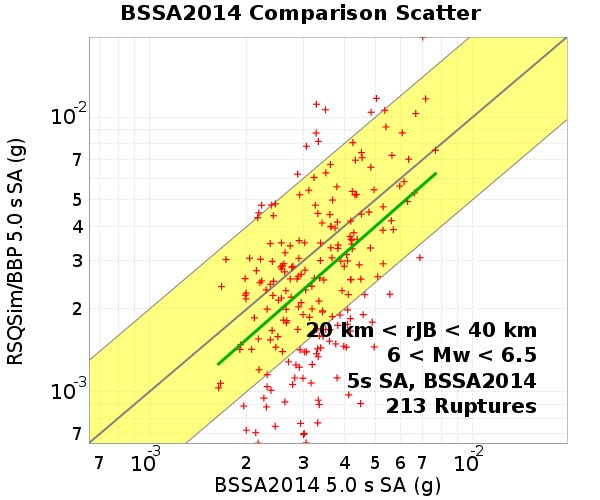 BSSA2014 Comparison Scatter
RSQSim/BBP 5.0 s SA (g)
10-2
7
5
4
3
2
10-3
7
20 km < rJB < 40 km
6 < Mw < 6.5
5s SA, BSSA2014
213 Ruptures
7 10-3 2 3 4 5 6 7 10-2
BSSA2014 5.0 s SA (g)